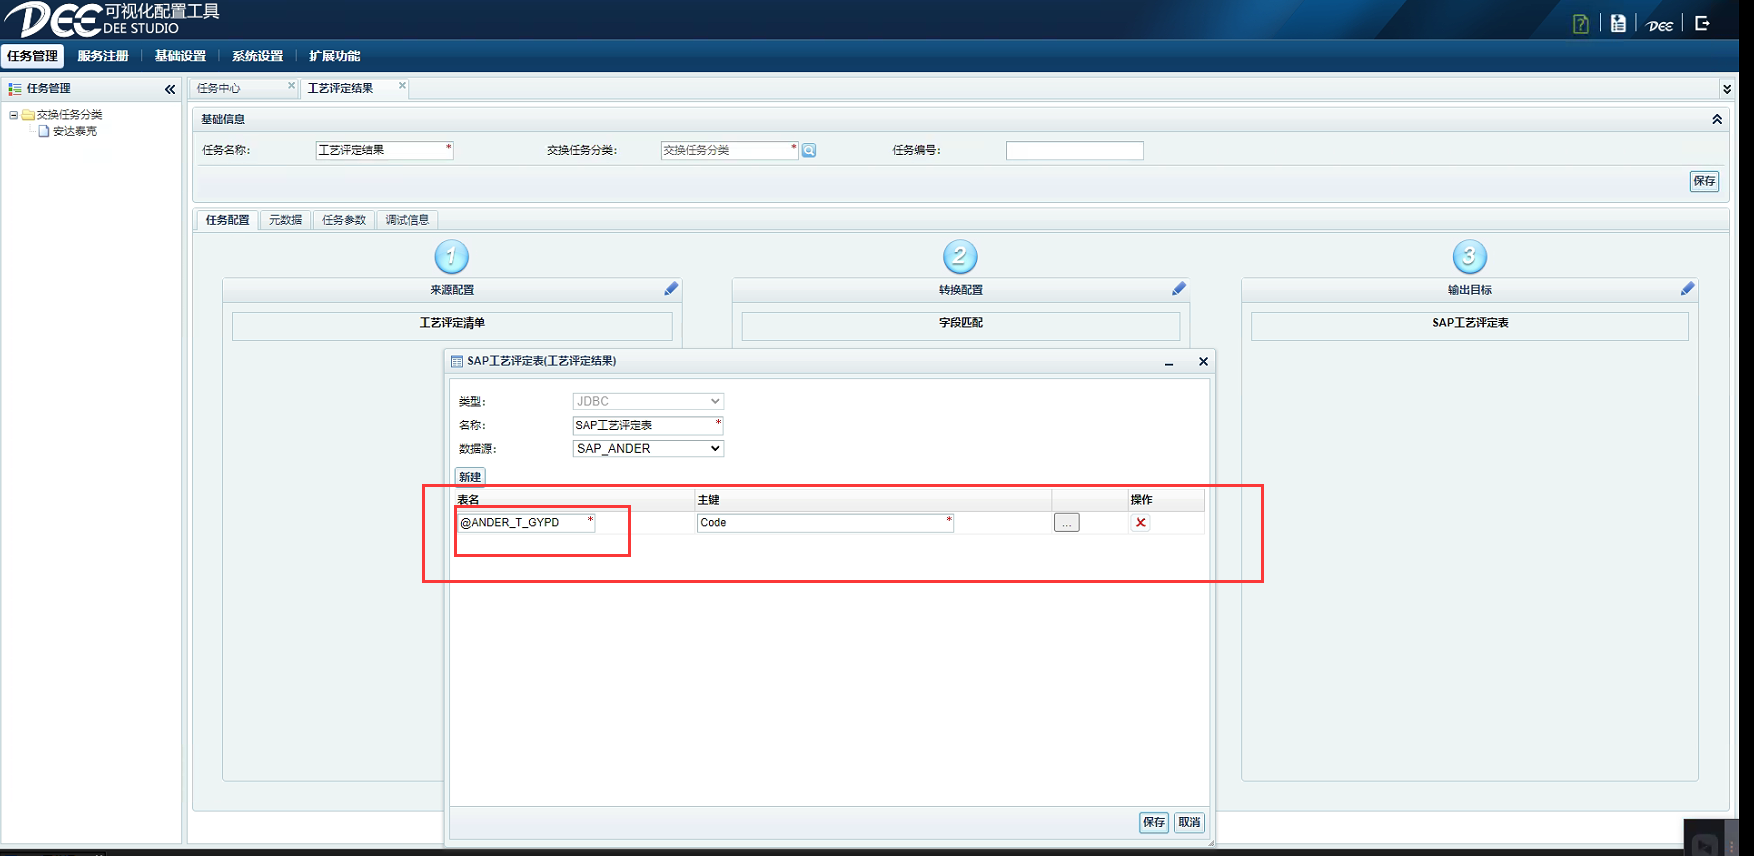 DEE 可视化配置工具
DEE STUDIO
DEE
任务管理 服务注册 基础设置 系统设置 扩展功能
任务管理
任务中心 工艺评定结果
交换任务分类
安达泰克
基础信息
任务名称: 工艺评定结果 * 交换任务分类: 交换任务分类 * 任务编号:
保存
任务配置 元数据 任务参数 调试信息
1 2 3
来源配置 转换配置 输出目标
工艺评定清单 字段匹配 SAP工艺评定表
SAP工艺评定表(工艺评定结果)
类型: JDBC
名称: SAP工艺评定表 *
数据源: SAP_ANDER
新建
表名 主键 操作
@ANDER_T_GYPD * Code * ...
保存 取消